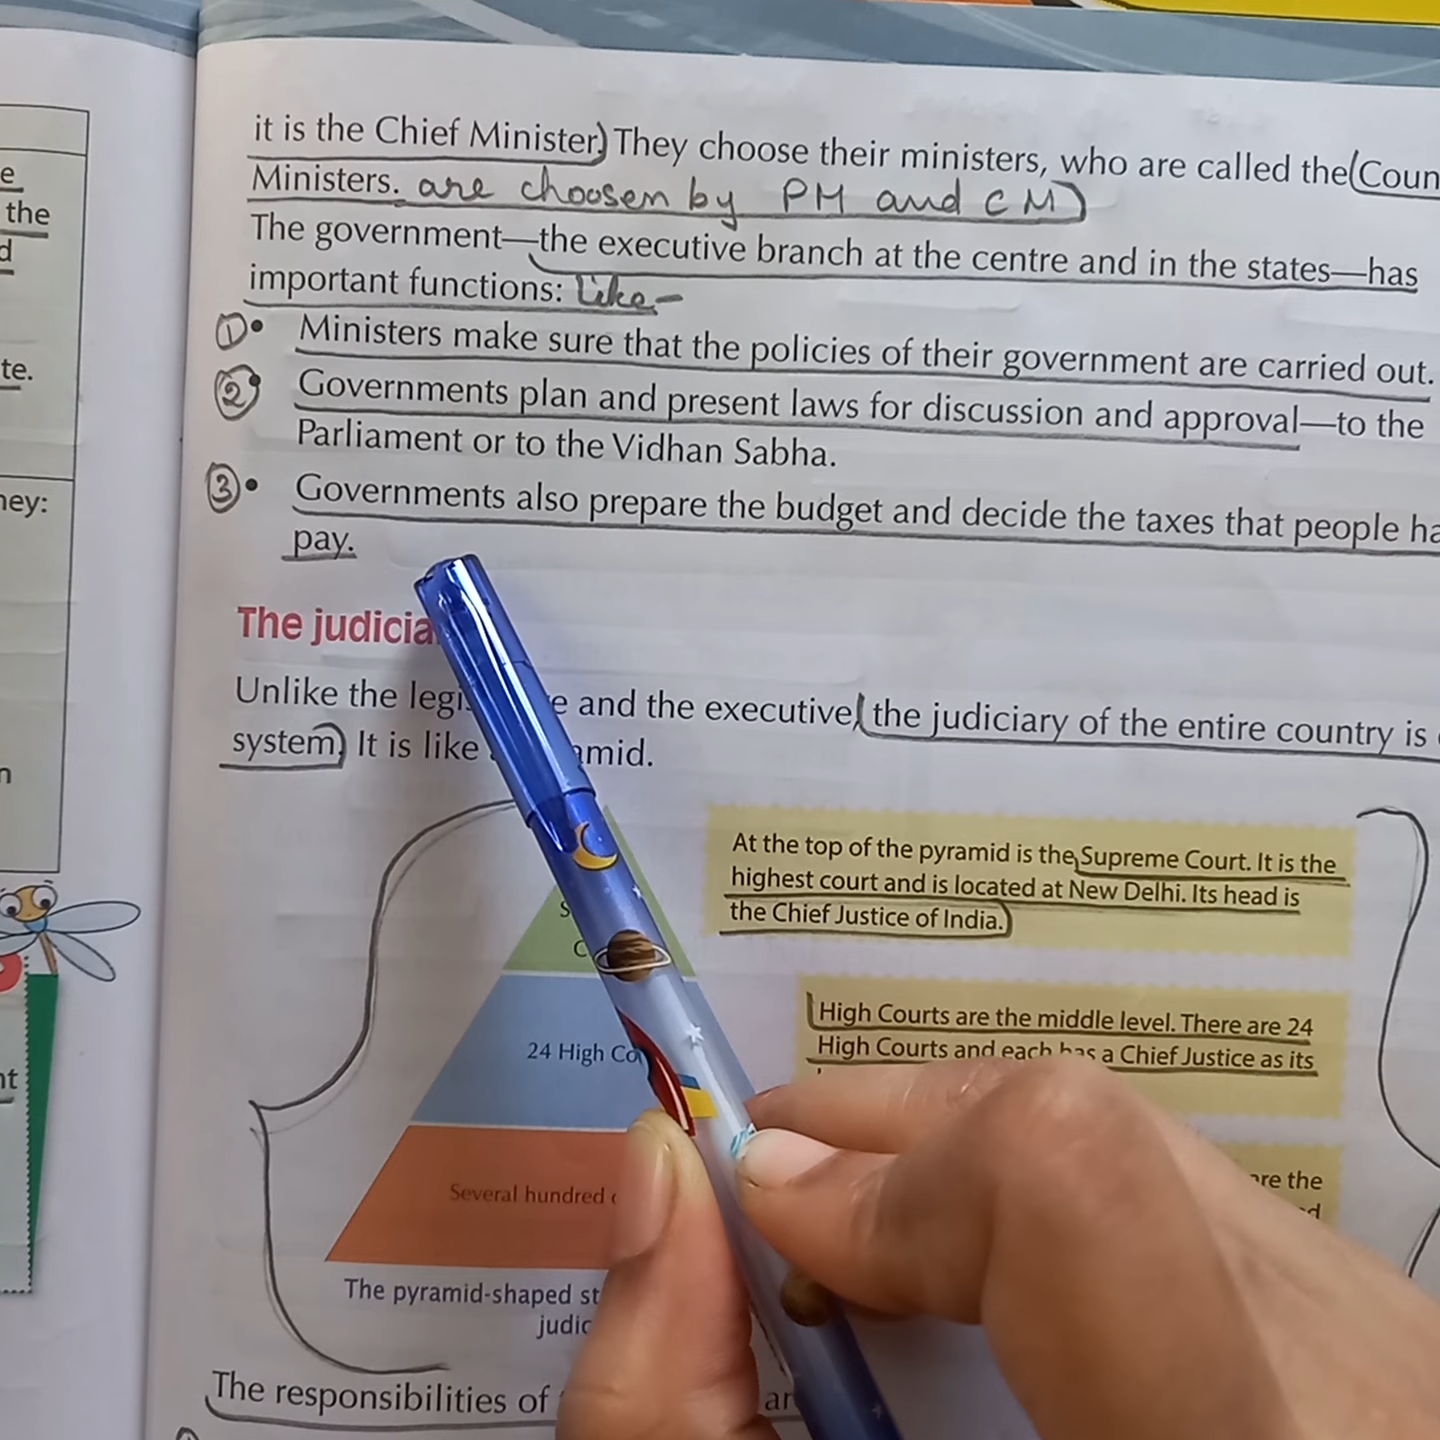 e
the
d
te.
ney:
n
nt
it is the Chief Minister. They choose their ministers, who are called the (Coun
Ministers. are choosen by PM and CM)
The government—the executive branch at the centre and in the states—has
important functions: like-
① • Ministers make sure that the policies of their government are carried out.
② • Governments plan and present laws for discussion and approval—to the
Parliament or to the Vidhan Sabha.
③ • Governments also prepare the budget and decide the taxes that people ha
pay.
The judicia
Unlike the legi e and the executive, the judiciary of the entire country is
system. It is like amid.
At the top of the pyramid is the Supreme Court. It is the
highest court and is located at New Delhi. Its head is
the Chief Justice of India.
S
C
High Courts are the middle level. There are 24
High Courts and each has a Chief Justice as its
24 High Co
re the
d
Several hundred
The pyramid-shaped st
judic
The responsibilities of ar